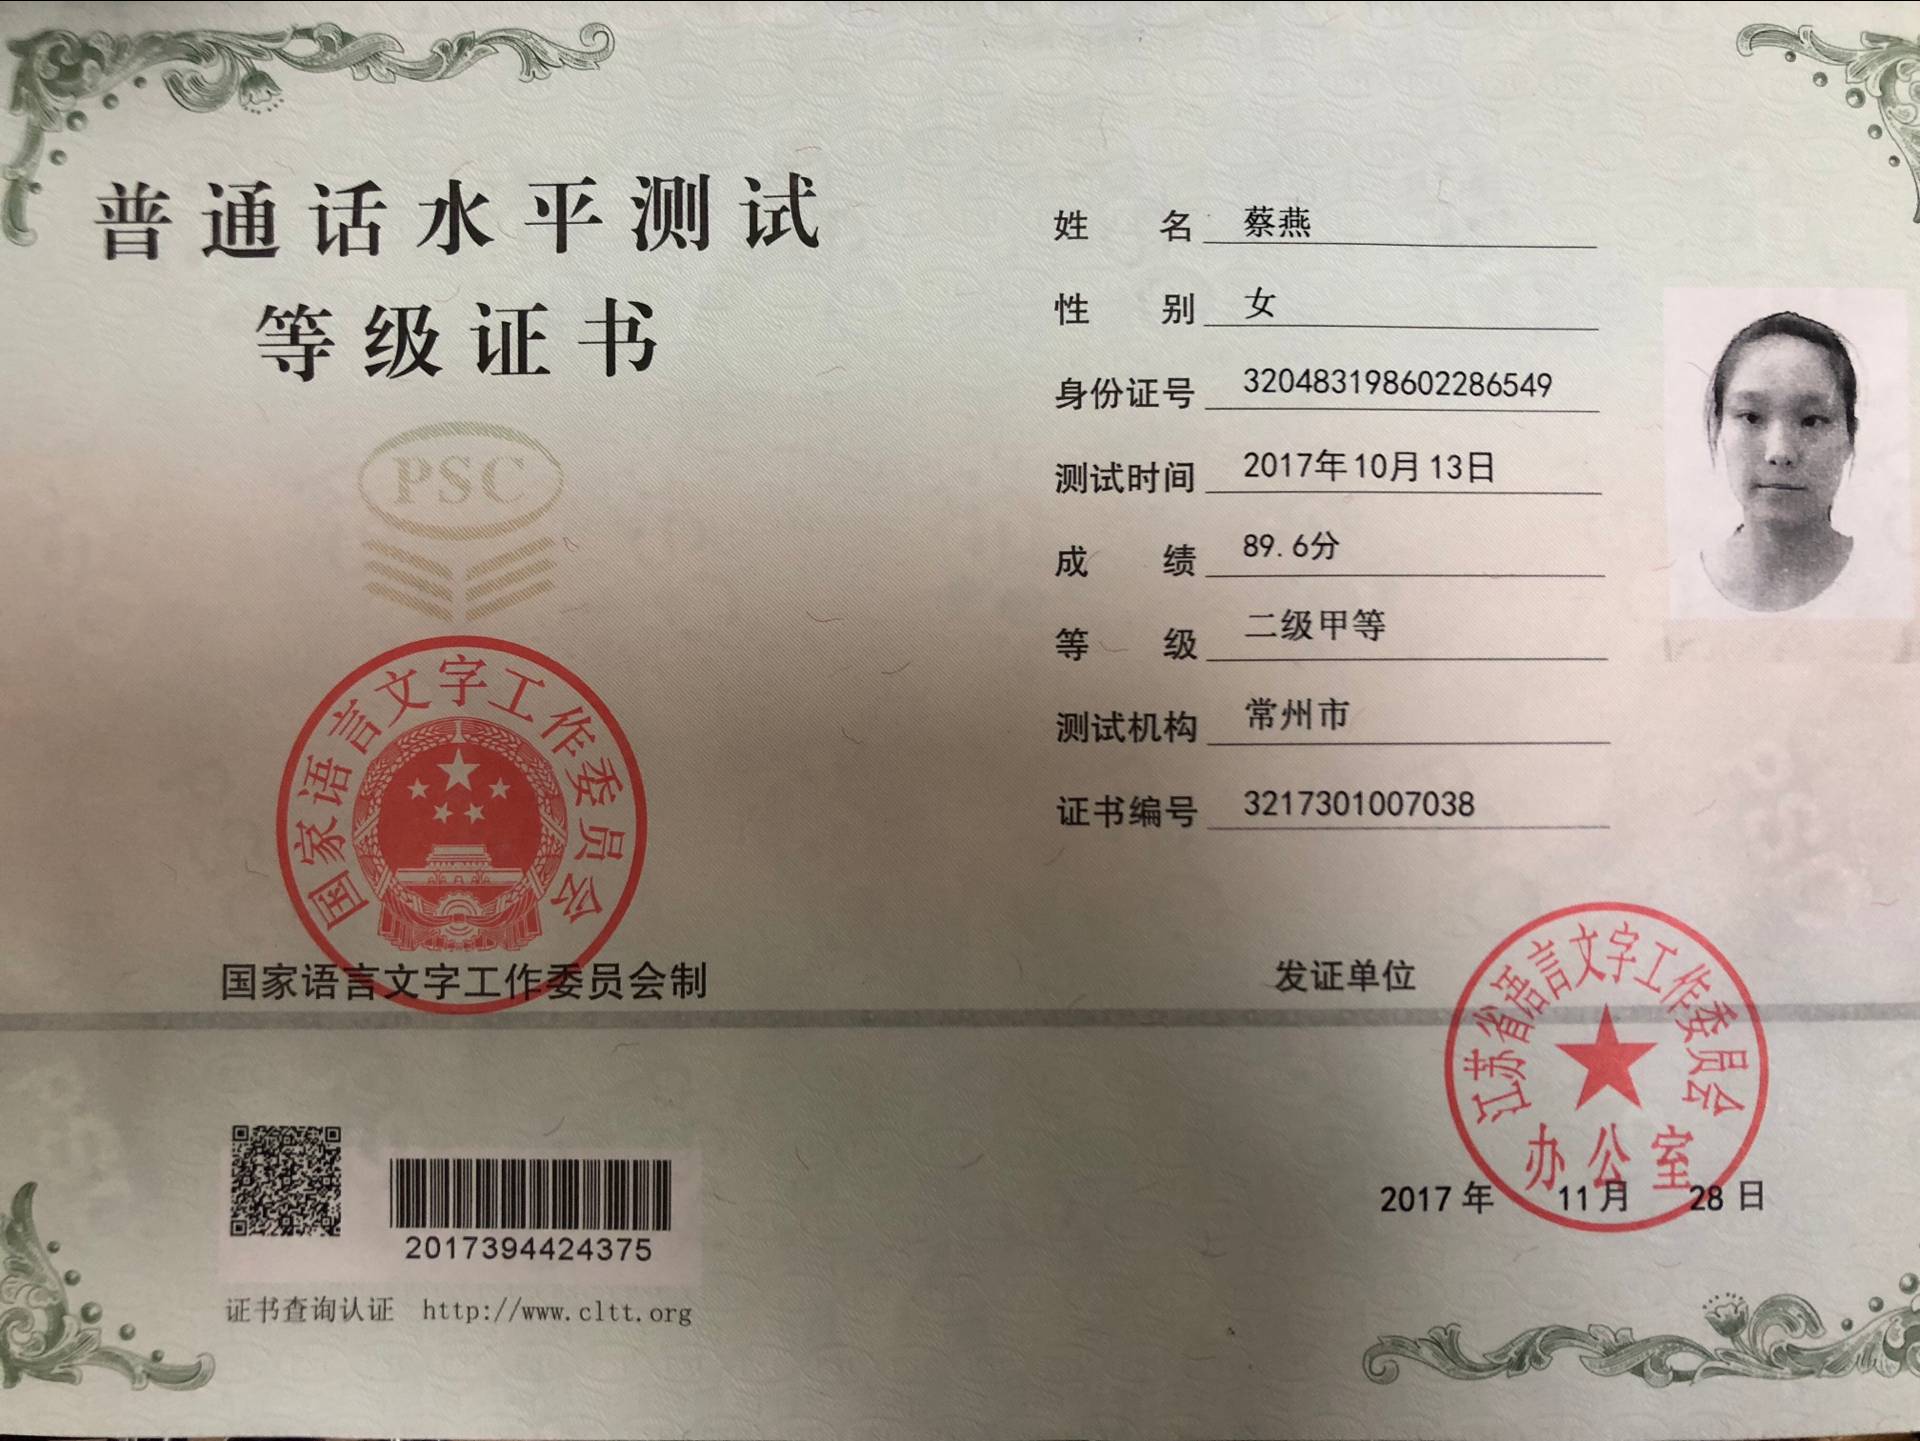 普通话水平测试
等级证书
PSC
国家语言文字工作委员会
国家语言文字工作委员会制
2017394424375
证书查询认证 http://www.cltt.org
姓 名 蔡燕
性 别 女
身份证号 320483198602286549
测试时间 2017年10月13日
成 绩 89.6分
等 级 二级甲等
测试机构 常州市
证书编号 3217301007038
发证单位
江苏省语言文字工作委员会
办公室
2017 年 11 月 28 日